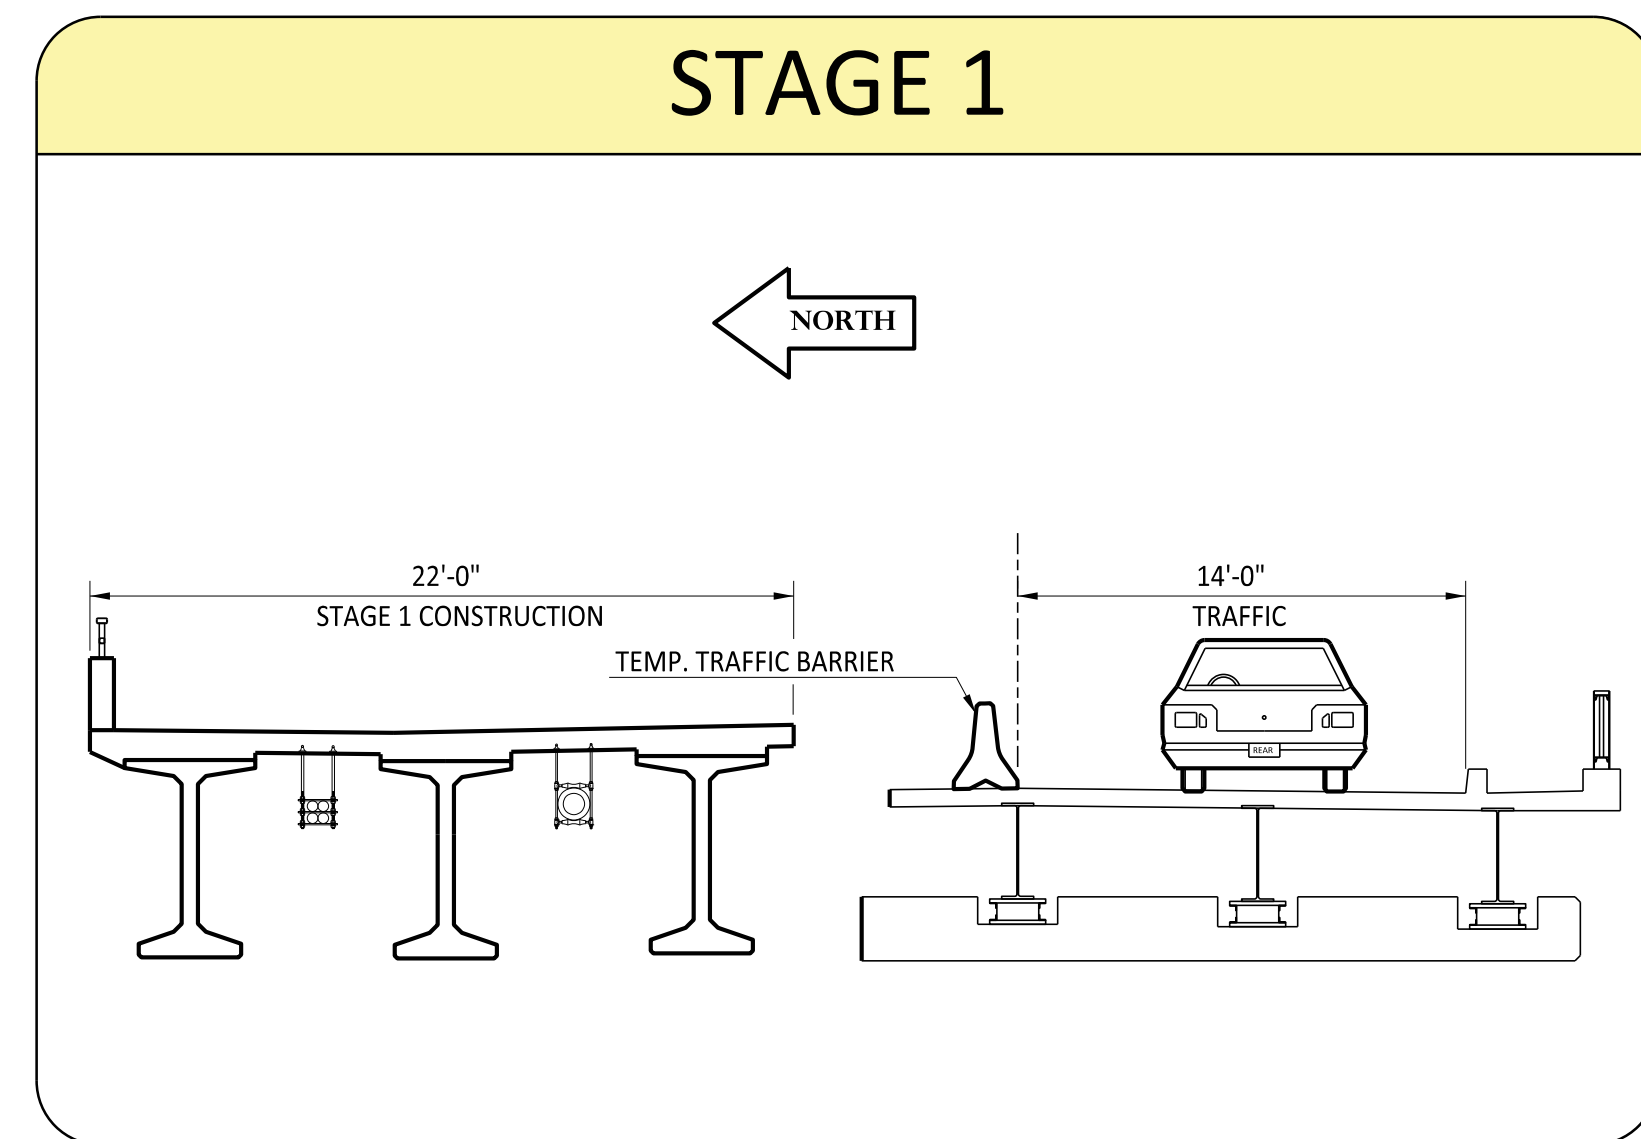 STAGE 1
NORTH
22'-0"
STAGE 1 CONSTRUCTION
14'-0"
TRAFFIC
TEMP. TRAFFIC BARRIER
REAR